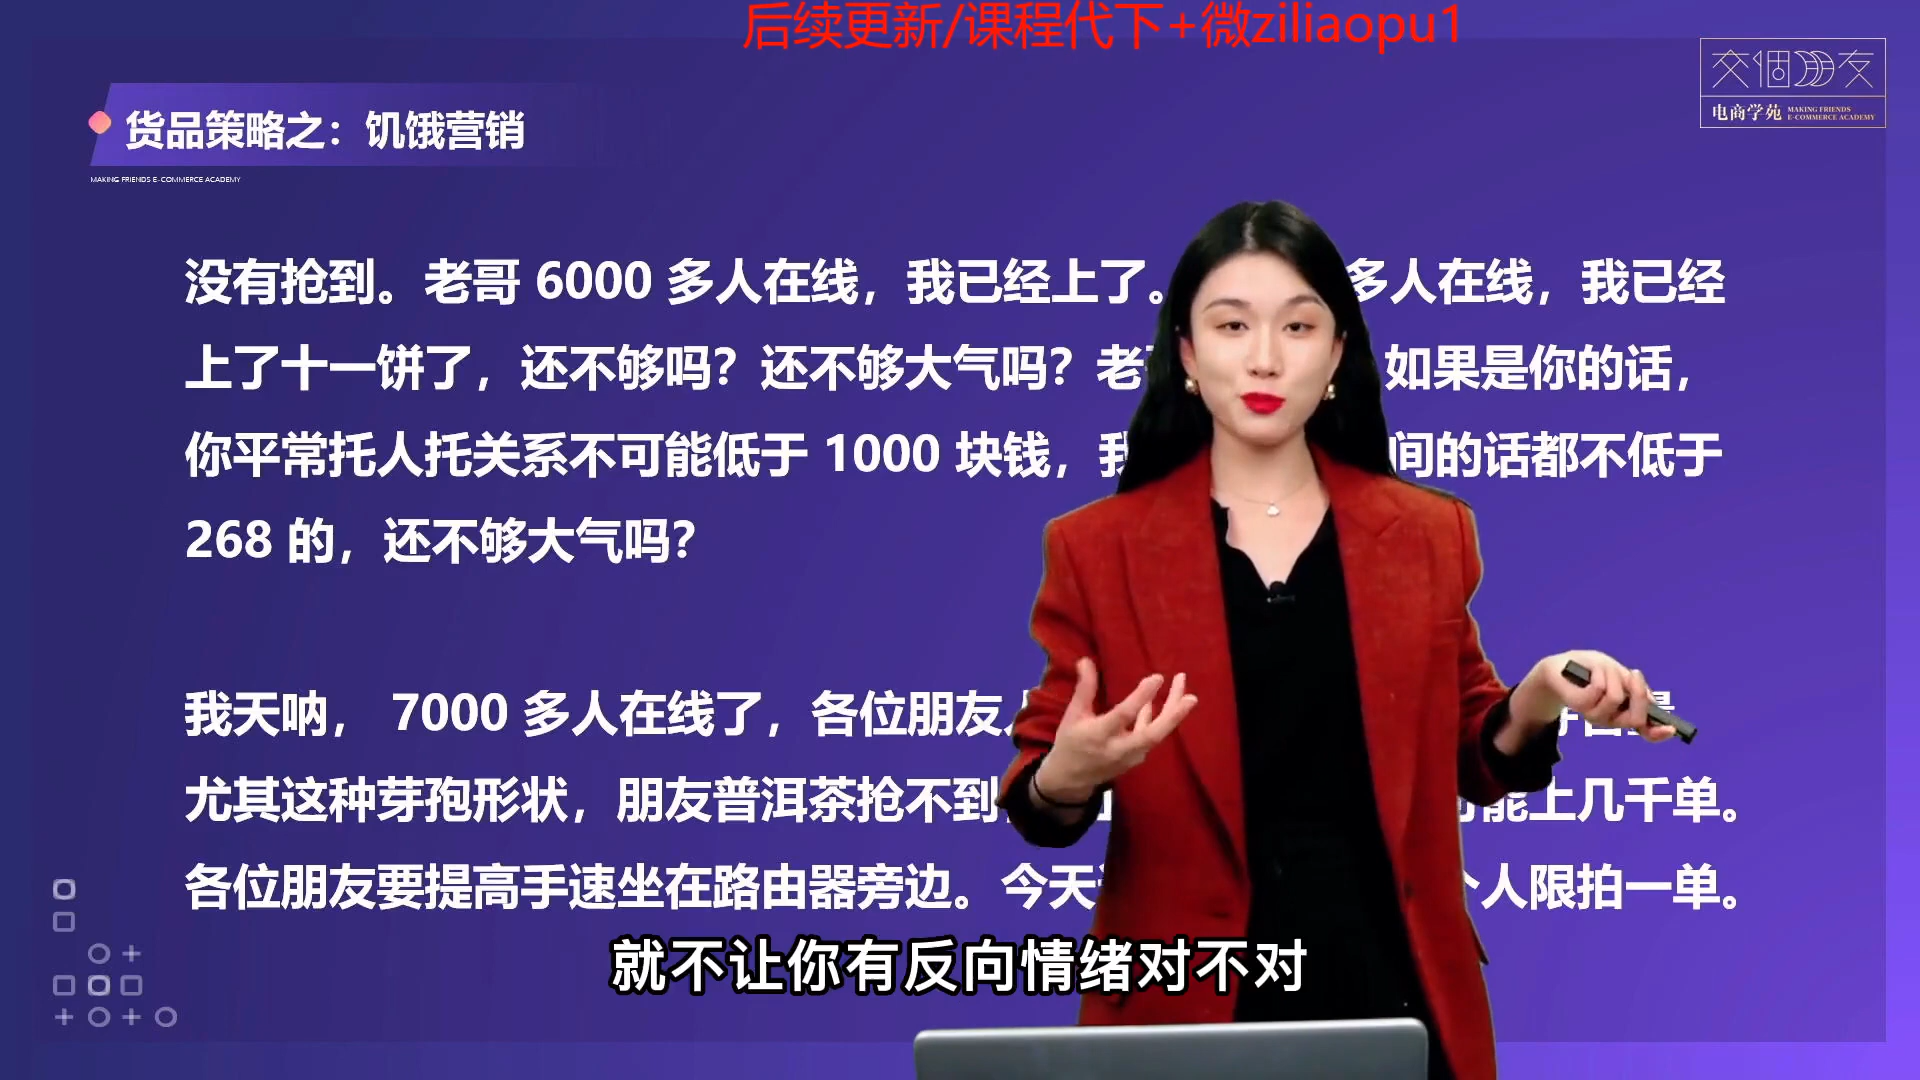 后续更新/课程代下+微ziliaopu1
交個朋友
电商学苑 MAKING FRIENDS E-COMMERCE ACADEMY
货品策略之：饥饿营销
MAKING FRIENDS E-COMMERCE ACADEMY
没有抢到。老哥 6000 多人在线，我已经上了。 多人在线，我已经
上了十一饼了，还不够吗？还不够大气吗？老 如果是你的话，
你平常托人托关系不可能低于 1000 块钱， 间的话都不低于
268 的，还不够大气吗？
我天呐， 7000 多人在线了，各位朋友
尤其这种芽孢形状，朋友普洱茶抢不到 能上几千单。
各位朋友要提高手速坐在路由器旁边。今天 个人限拍一单。
就不让你有反向情绪对不对